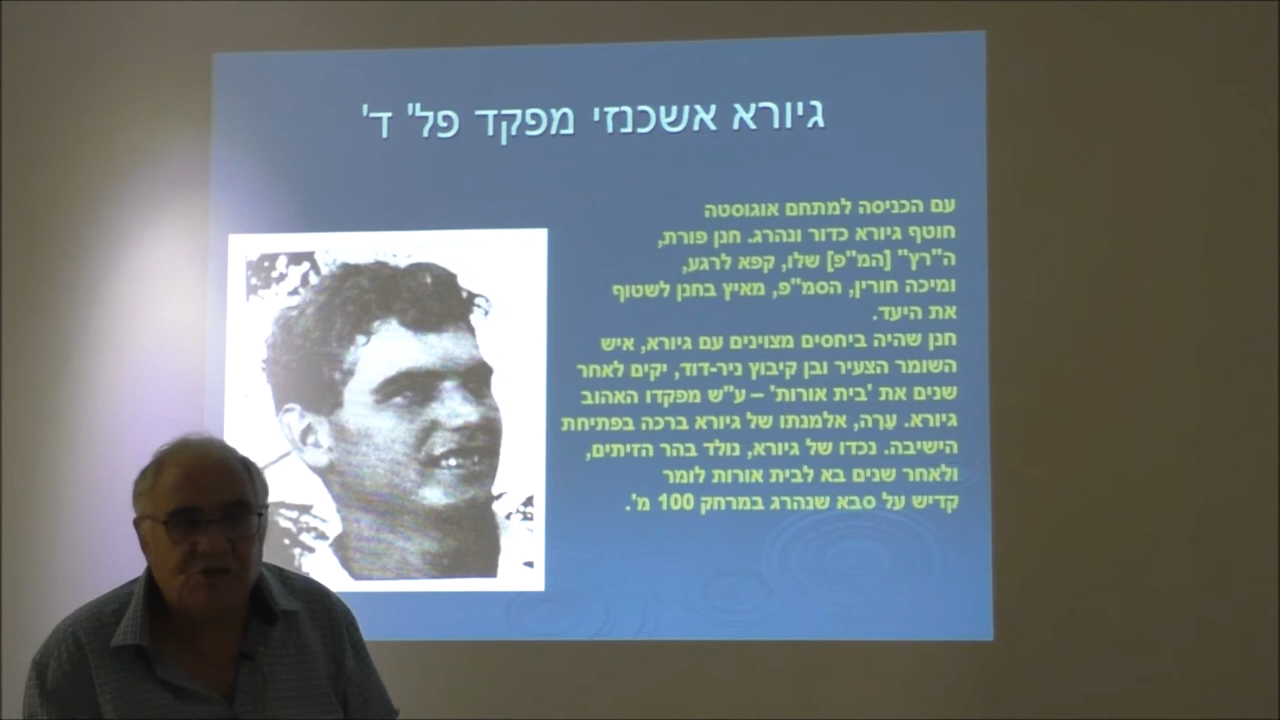 גיורא אשכנזי מפקד פל' ד'
עם הכניסה למתחם אוגוסטה
חוטף גיורא כדור ונהרג. חנן פורת,
ה"רץ" [המ"פ] שלו, קפא לרגע,
ומיכה חורין, הסמ"פ, מאיץ בחנן לשטוף
את היעד.
חנן שהיה ביחסים מצוינים עם גיורא, איש
השומר הצעיר ובן קיבוץ ניר-דוד, יקים לאחר
שנים את 'בית אורות' – ע"ש מפקדו האהוב
גיורא. עֵרָה, אלמנתו של גיורא ברכה בפתיחת
הישיבה. נכדו של גיורא, נולד בהר הזיתים,
ולאחר שנים בא לבית אורות לומר
קדיש על סבא שנהרג במרחק 100 מ'.